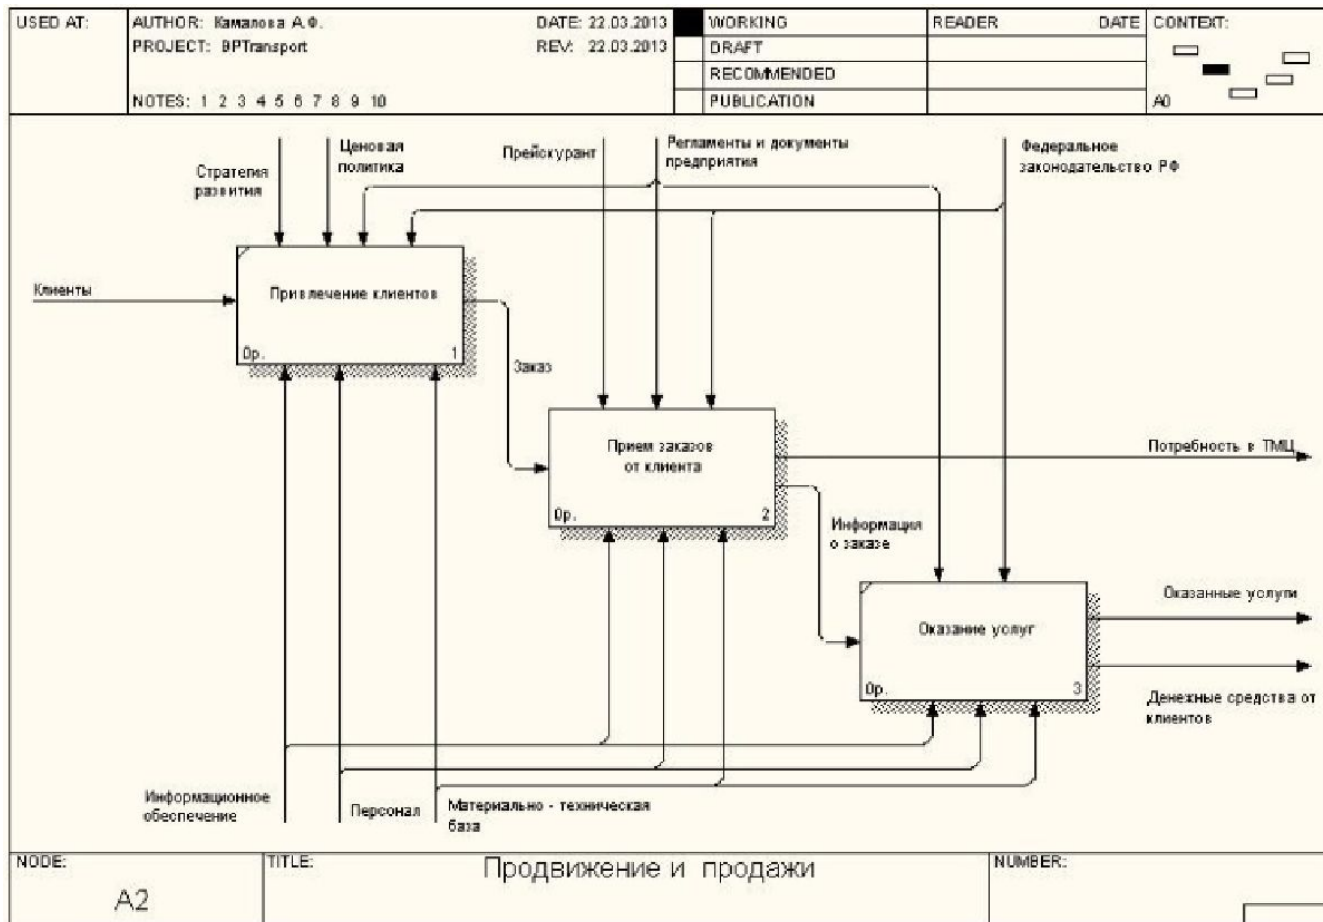 USED AT:
AUTHOR: Камалова А.Ф.
DATE: 22.03.2013
PROJECT: BPTransport
REV: 22.03.2013
NOTES: 1 2 3 4 5 6 7 8 9 10
WORKING
DRAFT
RECOMMENDED
PUBLICATION
READER
DATE
CONTEXT:
A0
Стратегия
развития
Ценовая
политика
Прейскурант
Регламенты и документы
предприятия
Федеральное
законодательство РФ
Клиенты
Привлечение клиентов
0р.
1
Заказ
Прием заказов
от клиента
0р.
2
Потребность в ТМЦ
Информация
о заказе
Оказание услуг
0р.
3
Оказанные услуги
Денежные средства от
клиентов
Информационное
обеспечение
Персонал
Материально - техническая
база
NODE:
A2
TITLE:
Продвижение и продажи
NUMBER: